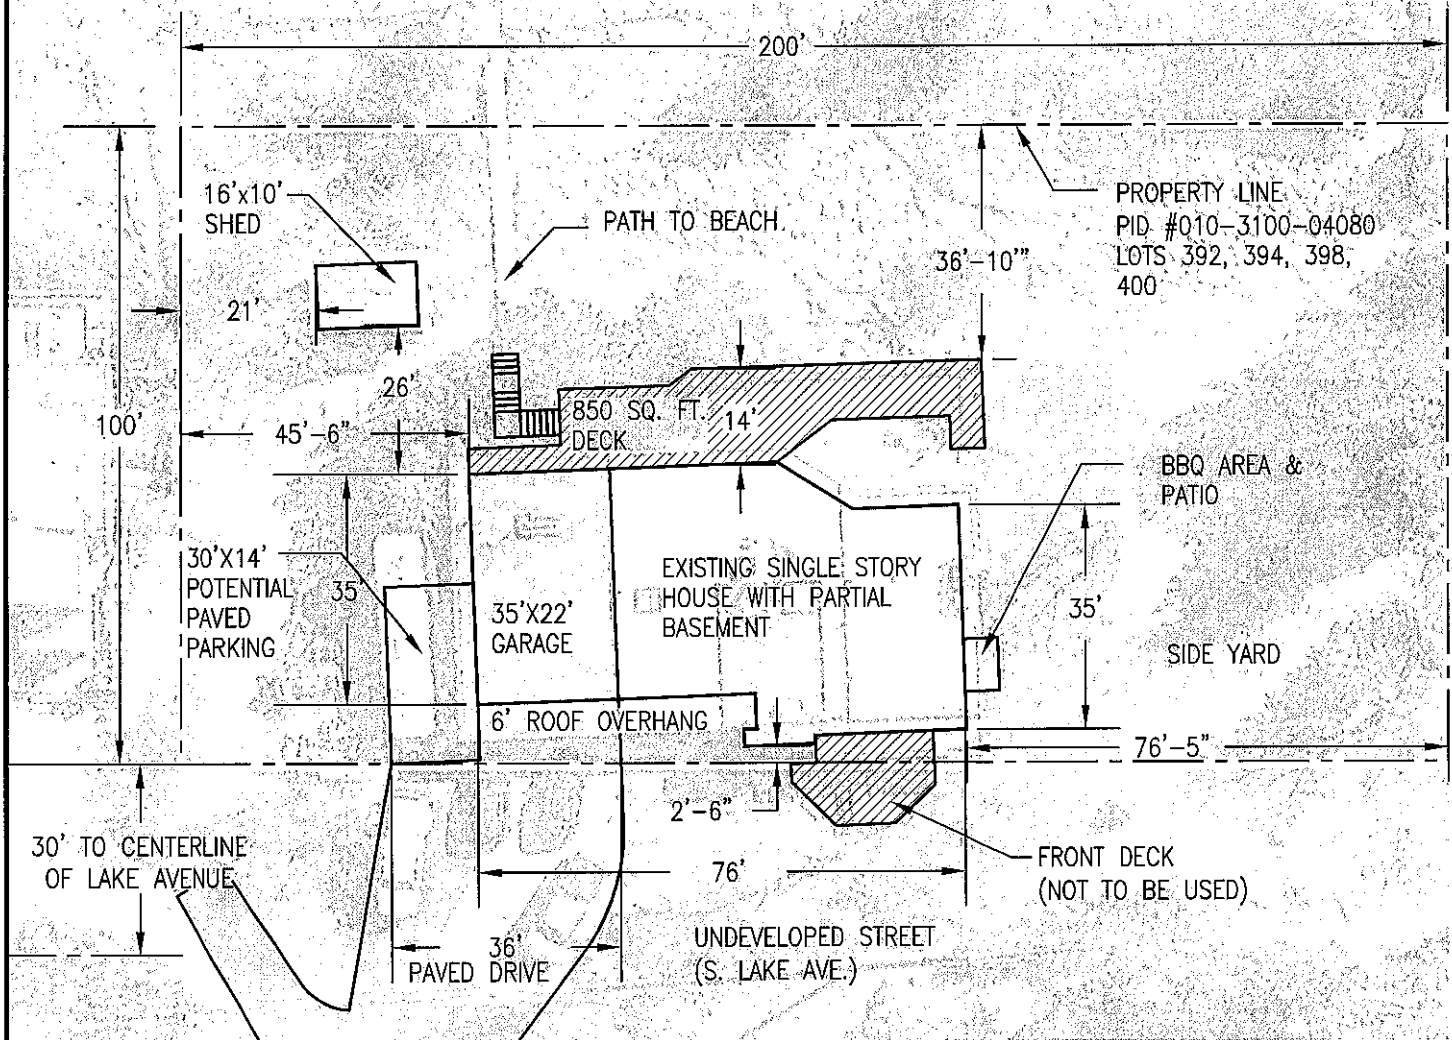 200'
16'x10'
SHED
PATH TO BEACH
PROPERTY LINE
PID #010-3100-04080
LOTS 392, 394, 398,
400
36'-10'"
21'
26'
100'
45'-6"
850 SQ. FT.
DECK
14'
BBQ AREA &
PATIO
30'X14'
POTENTIAL
PAVED
PARKING
35'
35'X22'
GARAGE
EXISTING SINGLE STORY
HOUSE WITH PARTIAL
BASEMENT
35'
SIDE YARD
6' ROOF OVERHANG
76'-5"
2'-6"
30' TO CENTERLINE
OF LAKE AVENUE
76'
FRONT DECK
(NOT TO BE USED)
36'
PAVED DRIVE
UNDEVELOPED STREET
(S. LAKE AVE.)